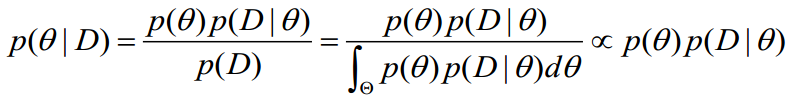 p(θ | D) = p(θ)p(D | θ) / p(D) = p(θ)p(D | θ) / ∫_Θ p(θ)p(D | θ)dθ ∝ p(θ)p(D | θ)